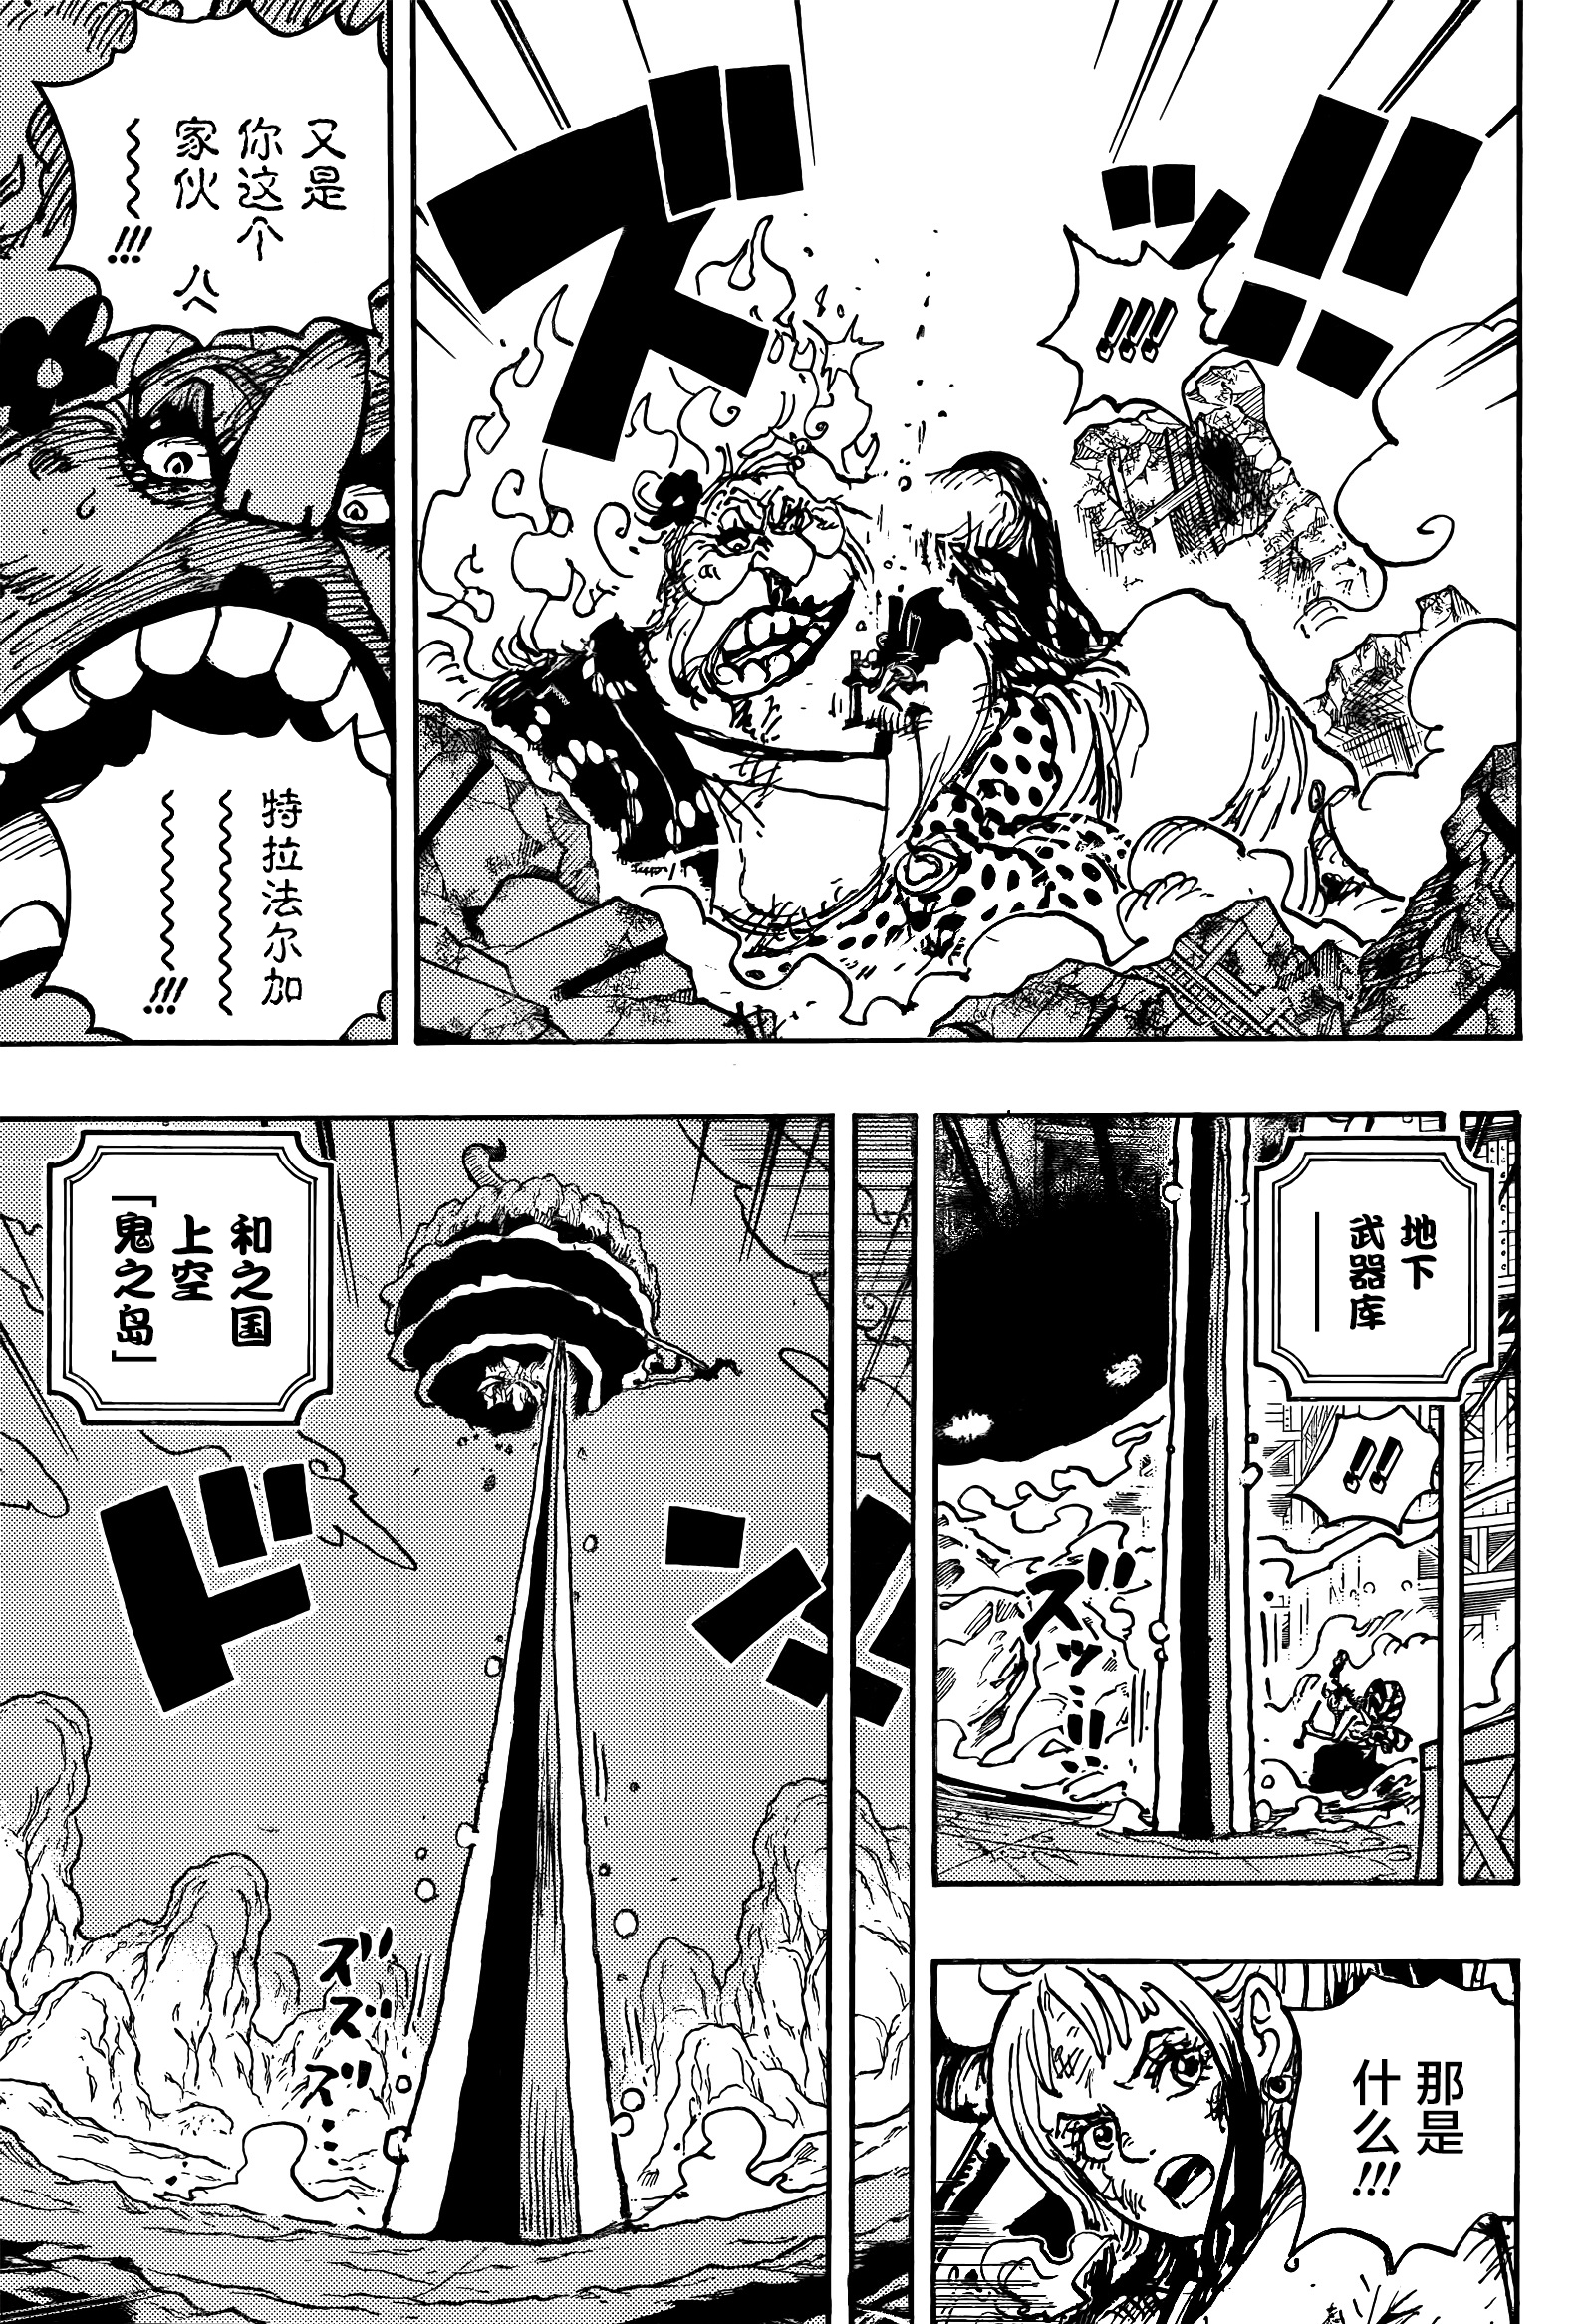 ズッ!!
!!!
又是
你这个
家伙
～～～!!!
特拉法尔加
～～～～～
～～～～～!!!
地下
武器库
——
!!
ズッ…!!
那是
什么!!!
ドン!!
和之国
上空
「鬼之岛」
ズズズ…